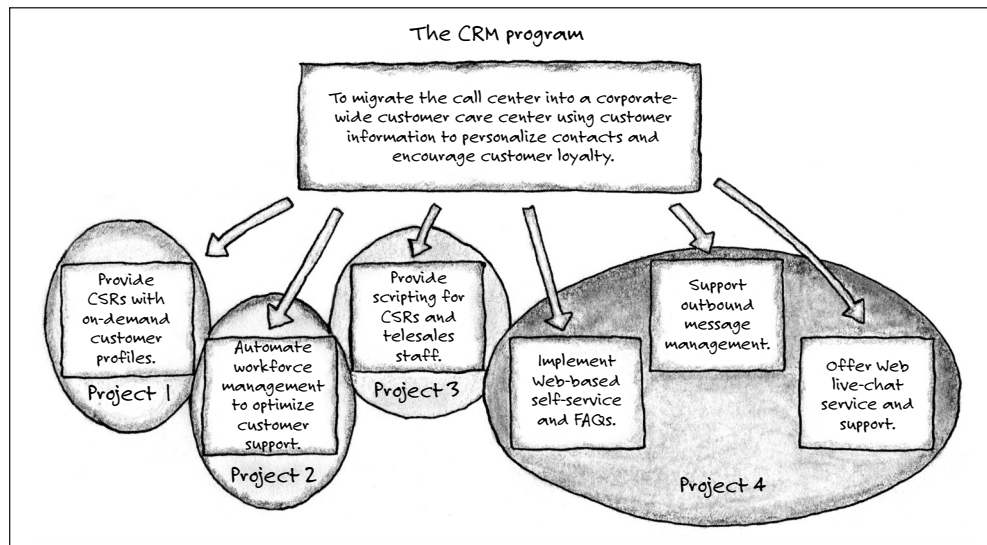 The CRM program
To migrate the call center into a corporate-
wide customer care center using customer
information to personalize contacts and
encourage customer loyalty.
Provide
CSRs with
on-demand
customer
profiles.
Project 1
Automate
workforce
management
to optimize
customer
support.
Project 2
Provide
scripting for
CSRs and
telesales
staff.
Project 3
Implement
Web-based
self-service
and FAQs.
Support
outbound
message
management.
Offer Web
live-chat
service and
support.
Project 4